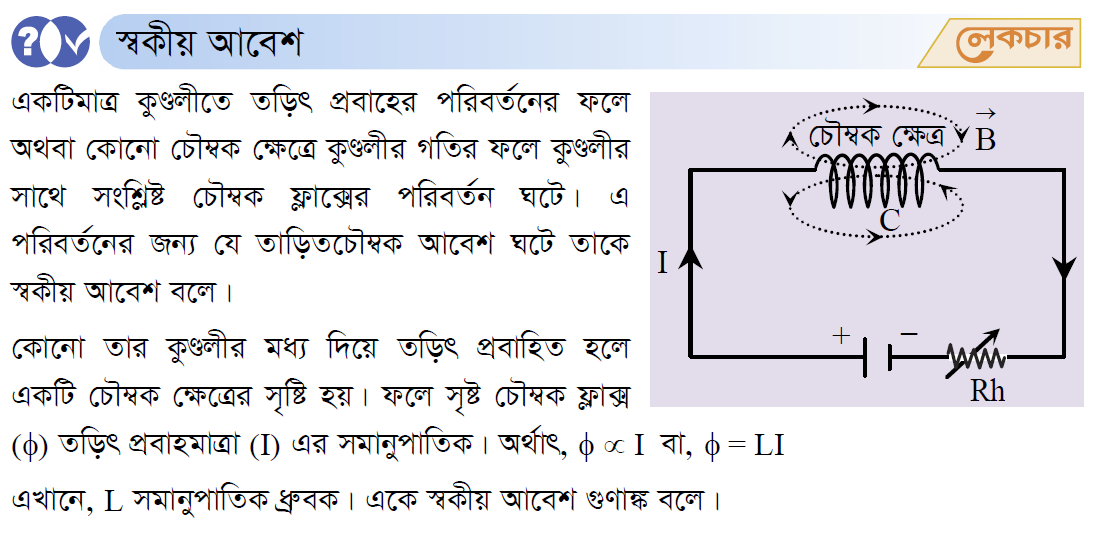 স্বকীয় আবেশ
লেকচার
একটিমাত্র কুণ্ডলীতে তড়িৎ প্রবাহের পরিবর্তনের ফলে
অথবা কোনো চৌম্বক ক্ষেত্রে কুণ্ডলীর গতির ফলে কুণ্ডলীর
সাথে সংশ্লিষ্ট চৌম্বক ফ্লাক্সের পরিবর্তন ঘটে। এ
পরিবর্তনের জন্য যে তাড়িতচৌম্বক আবেশ ঘটে তাকে
স্বকীয় আবেশ বলে।
কোনো তার কুণ্ডলীর মধ্য দিয়ে তড়িৎ প্রবাহিত হলে
একটি চৌম্বক ক্ষেত্রের সৃষ্টি হয়। ফলে সৃষ্ট চৌম্বক ফ্লাক্স
(ϕ) তড়িৎ প্রবাহমাত্রা (I) এর সমানুপাতিক। অর্থাৎ, ϕ ∝ I বা, ϕ = LI
এখানে, L সমানুপাতিক ধ্রুবক। একে স্বকীয় আবেশ গুণাঙ্ক বলে।
চৌম্বক ক্ষেত্র
B⃗
C
I
+ −
Rh